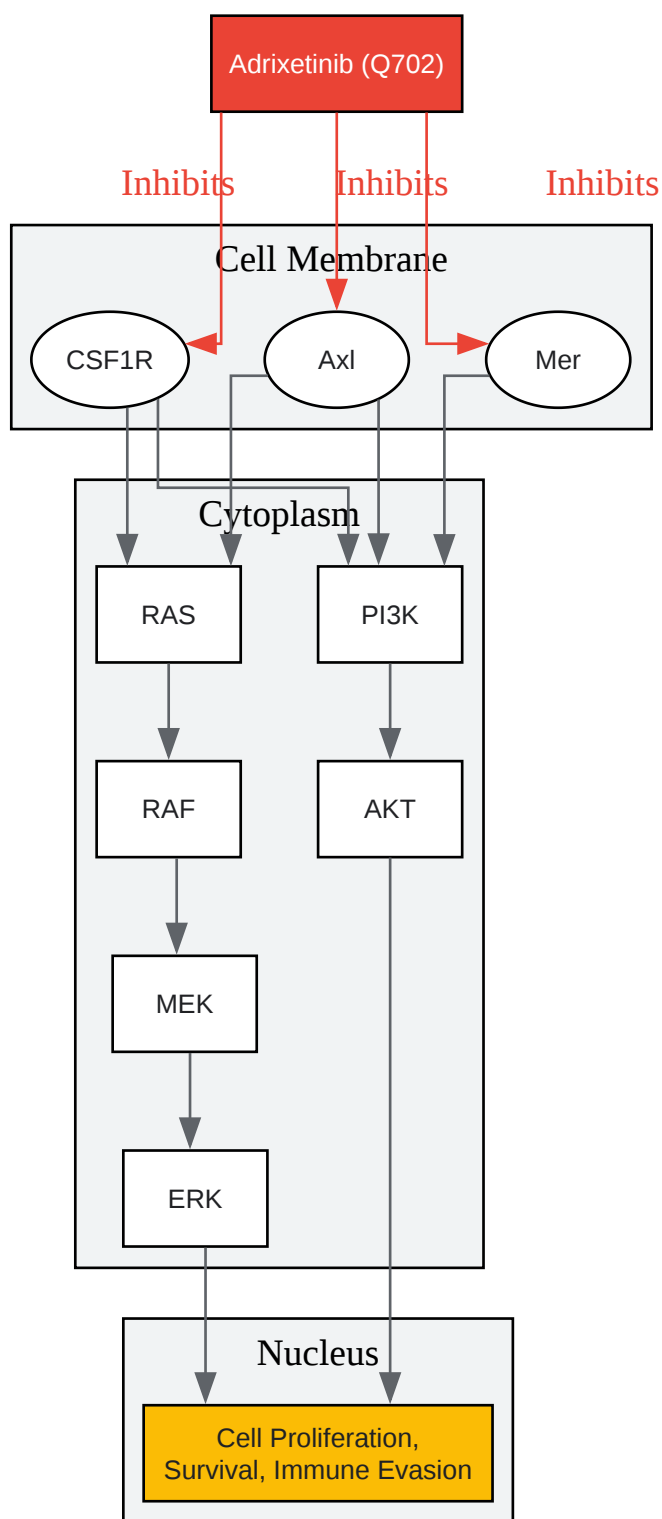 Adrixetinib (Q702)
Inhibits
Inhibits
Inhibits
Cell Membrane
CSF1R
Axl
Mer
Cytoplasm
RAS
PI3K
RAF
AKT
MEK
ERK
Nucleus
Cell Proliferation,
Survival, Immune Evasion